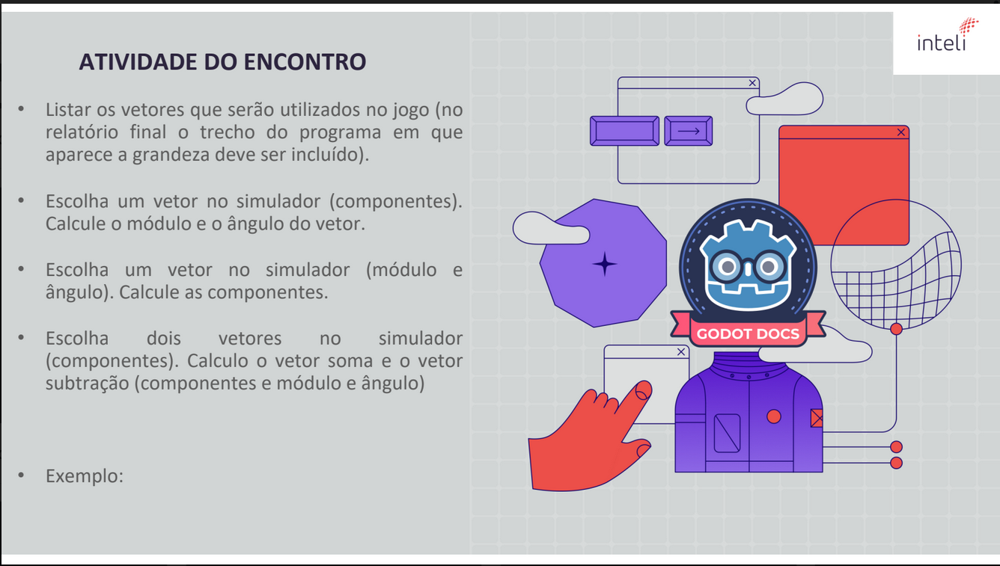 inteli
ATIVIDADE DO ENCONTRO
• Listar os vetores que serão utilizados no jogo (no
relatório final o trecho do programa em que
aparece a grandeza deve ser incluído).
• Escolha um vetor no simulador (componentes).
Calcule o módulo e o ângulo do vetor.
• Escolha um vetor no simulador (módulo e
ângulo). Calcule as componentes.
• Escolha dois vetores no simulador
(componentes). Calculo o vetor soma e o vetor
subtração (componentes e módulo e ângulo)
• Exemplo:
GODOT DOCS